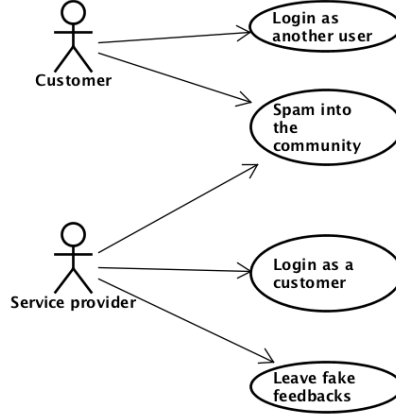 Login as
another user
Customer
Spam into
the
community
Login as a
customer
Service provider
Leave fake
feedbacks